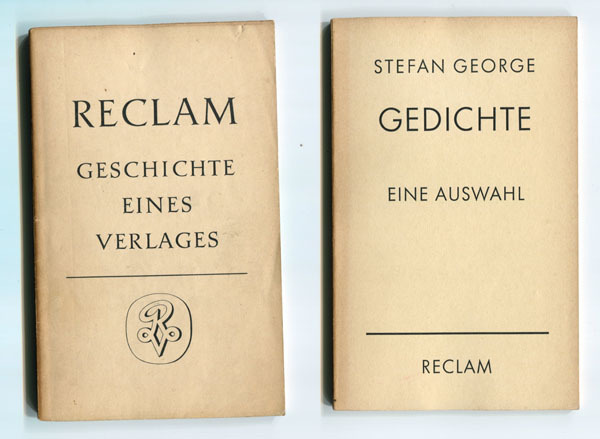 RECLAM
GESCHICHTE
EINES
VERLAGES
STEFAN GEORGE
GEDICHTE
EINE AUSWAHL
RECLAM